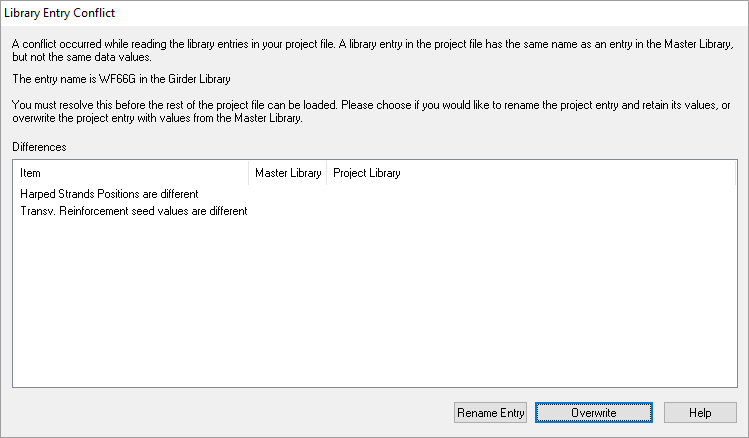 Library Entry Conflict
A conflict occurred while reading the library entries in your project file. A library entry in the project file has the same name as an entry in the Master Library,
but not the same data values.
The entry name is WF66G in the Girder Library
You must resolve this before the rest of the project file can be loaded. Please choose if you would like to rename the project entry and retain its values, or
overwrite the project entry with values from the Master Library.
Differences
Item Master Library Project Library
Harped Strands Positions are different
Transv. Reinforcement seed values are different
Rename Entry Overwrite Help